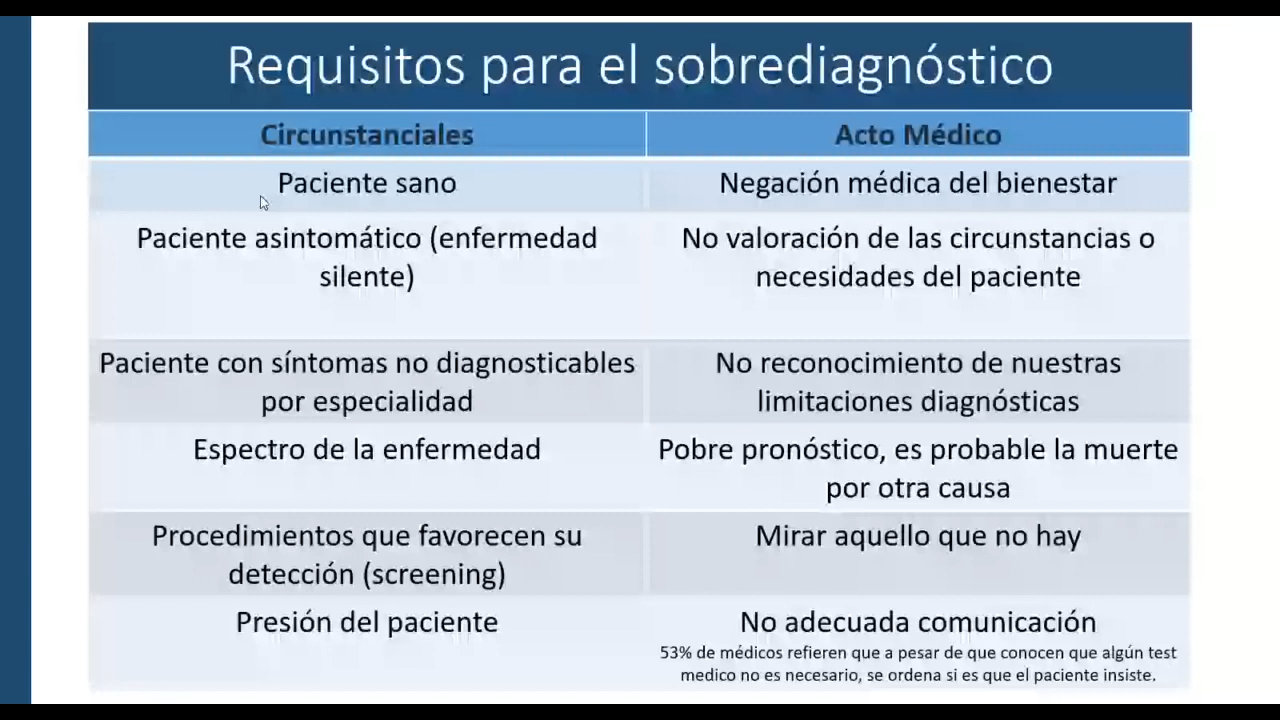 Requisitos para el sobrediagnóstico
Circunstanciales
Acto Médico
Paciente sano
Negación médica del bienestar
Paciente asintomático (enfermedad
silente)
No valoración de las circunstancias o
necesidades del paciente
Paciente con síntomas no diagnosticables
por especialidad
No reconocimiento de nuestras
limitaciones diagnósticas
Espectro de la enfermedad
Pobre pronóstico, es probable la muerte
por otra causa
Procedimientos que favorecen su
detección (screening)
Mirar aquello que no hay
Presión del paciente
No adecuada comunicación
53% de médicos refieren que a pesar de que conocen que algún test
medico no es necesario, se ordena si es que el paciente insiste.